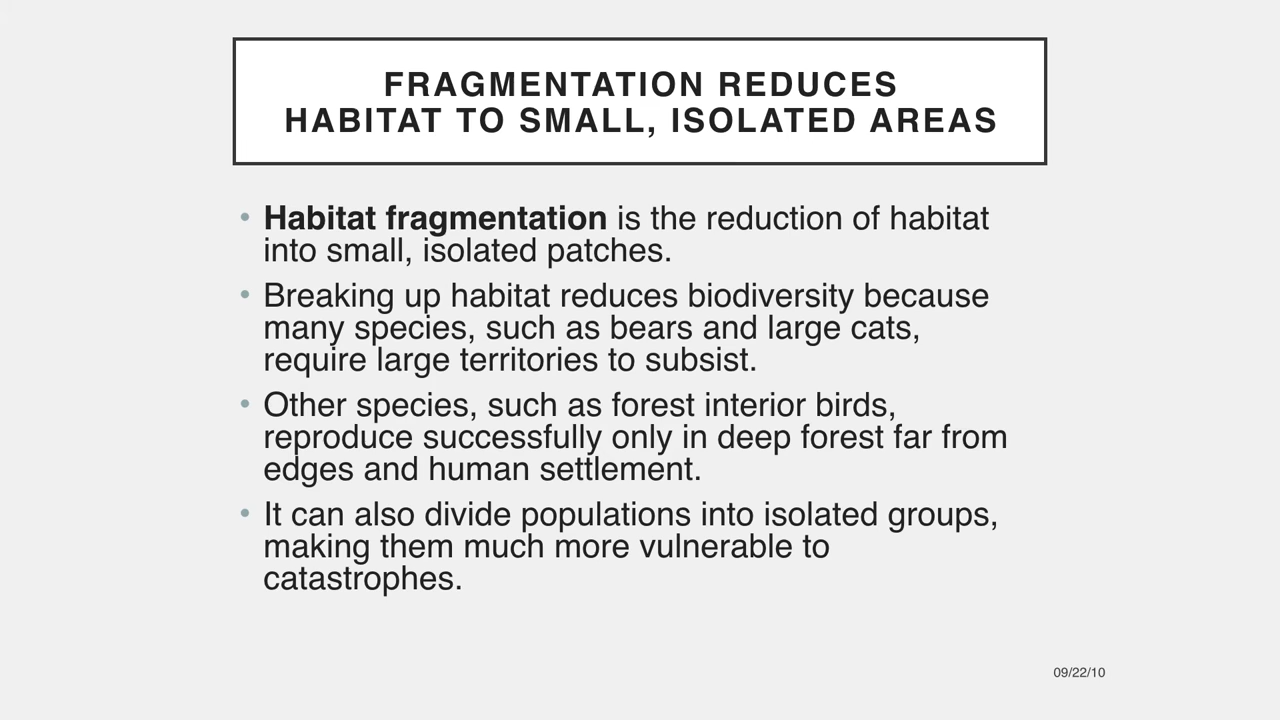 FRAGMENTATION REDUCES
HABITAT TO SMALL, ISOLATED AREAS
• Habitat fragmentation is the reduction of habitat
into small, isolated patches.
• Breaking up habitat reduces biodiversity because
many species, such as bears and large cats,
require large territories to subsist.
• Other species, such as forest interior birds,
reproduce successfully only in deep forest far from
edges and human settlement.
• It can also divide populations into isolated groups,
making them much more vulnerable to
catastrophes.
09/22/10